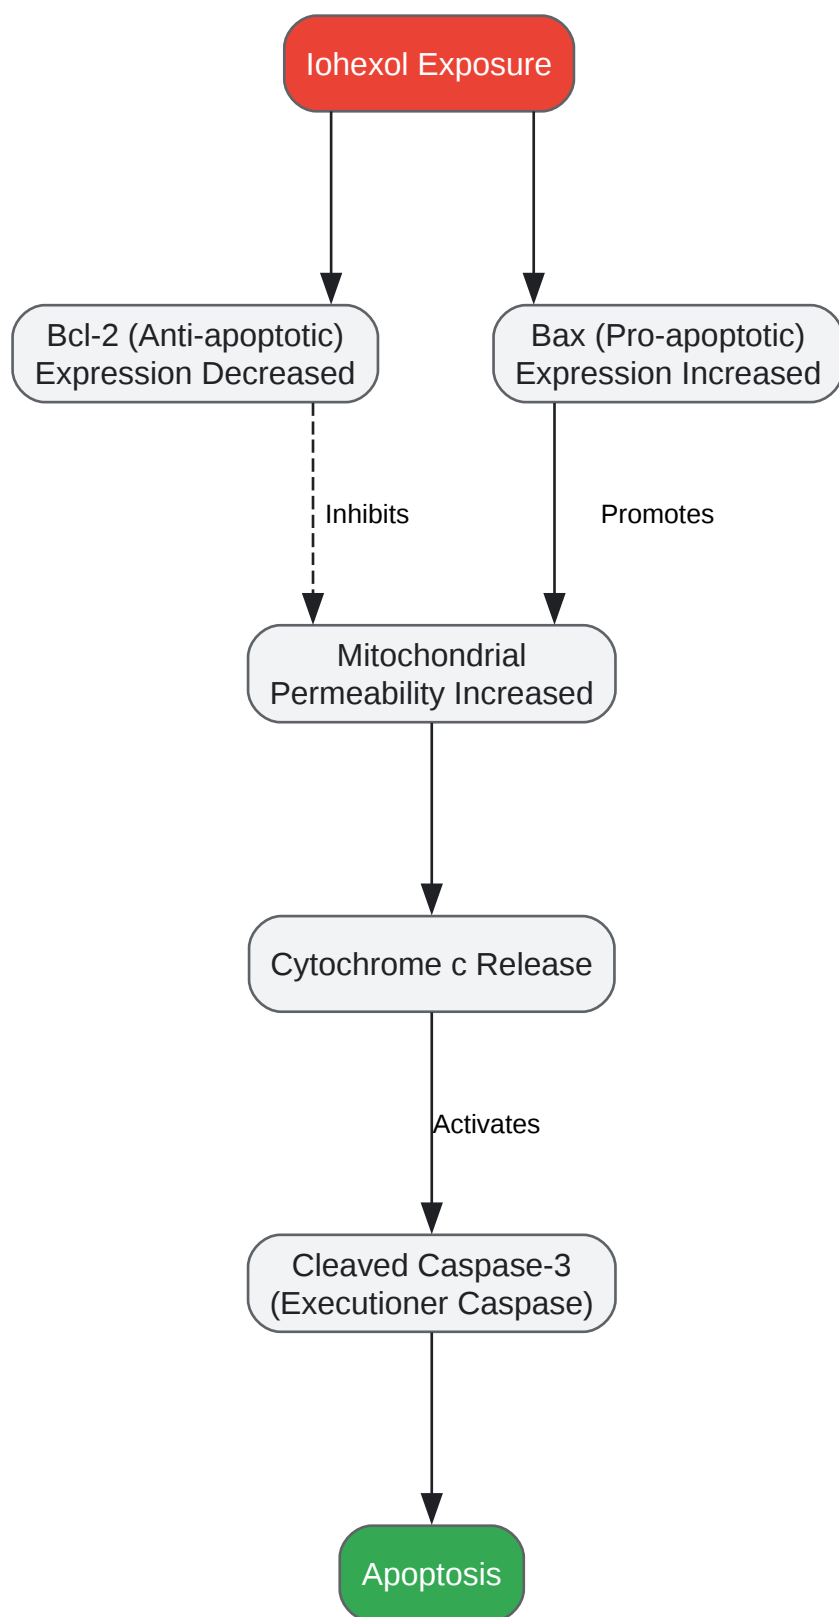 Iohexol Exposure
Bcl-2 (Anti-apoptotic)
Expression Decreased
Bax (Pro-apoptotic)
Expression Increased
Inhibits
Promotes
Mitochondrial
Permeability Increased
Cytochrome c Release
Activates
Cleaved Caspase-3
(Executioner Caspase)
Apoptosis